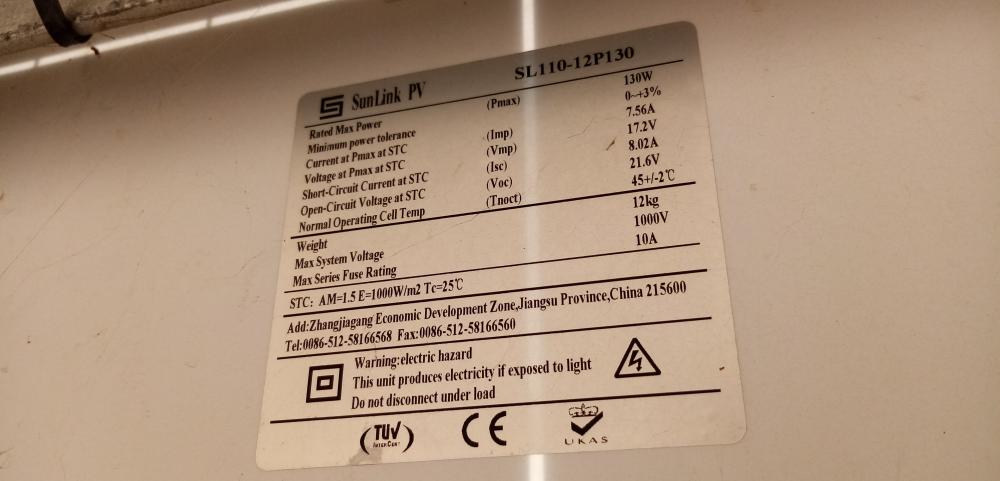 SunLink PV SL110-12P130
Rated Max Power (Pmax) 130W
Minimum power tolerance 0~+3%
Current at Pmax at STC (Imp) 7.56A
Voltage at Pmax at STC (Vmp) 17.2V
Short-Circuit Current at STC (Isc) 8.02A
Open-Circuit Voltage at STC (Voc) 21.6V
Normal Operating Cell Temp (Tnoct) 45+/-2℃
Weight 12kg
Max System Voltage 1000V
Max Series Fuse Rating 10A
STC: AM=1.5 E=1000W/m2 Tc=25℃
Add:Zhangjiagang Economic Development Zone,Jiangsu Province,China 215600
Tel:0086-512-58166568 Fax:0086-512-58166560
Warning:electric hazard
This unit produces electricity if exposed to light
Do not disconnect under load
TUV CE UKAS
INTERCERT